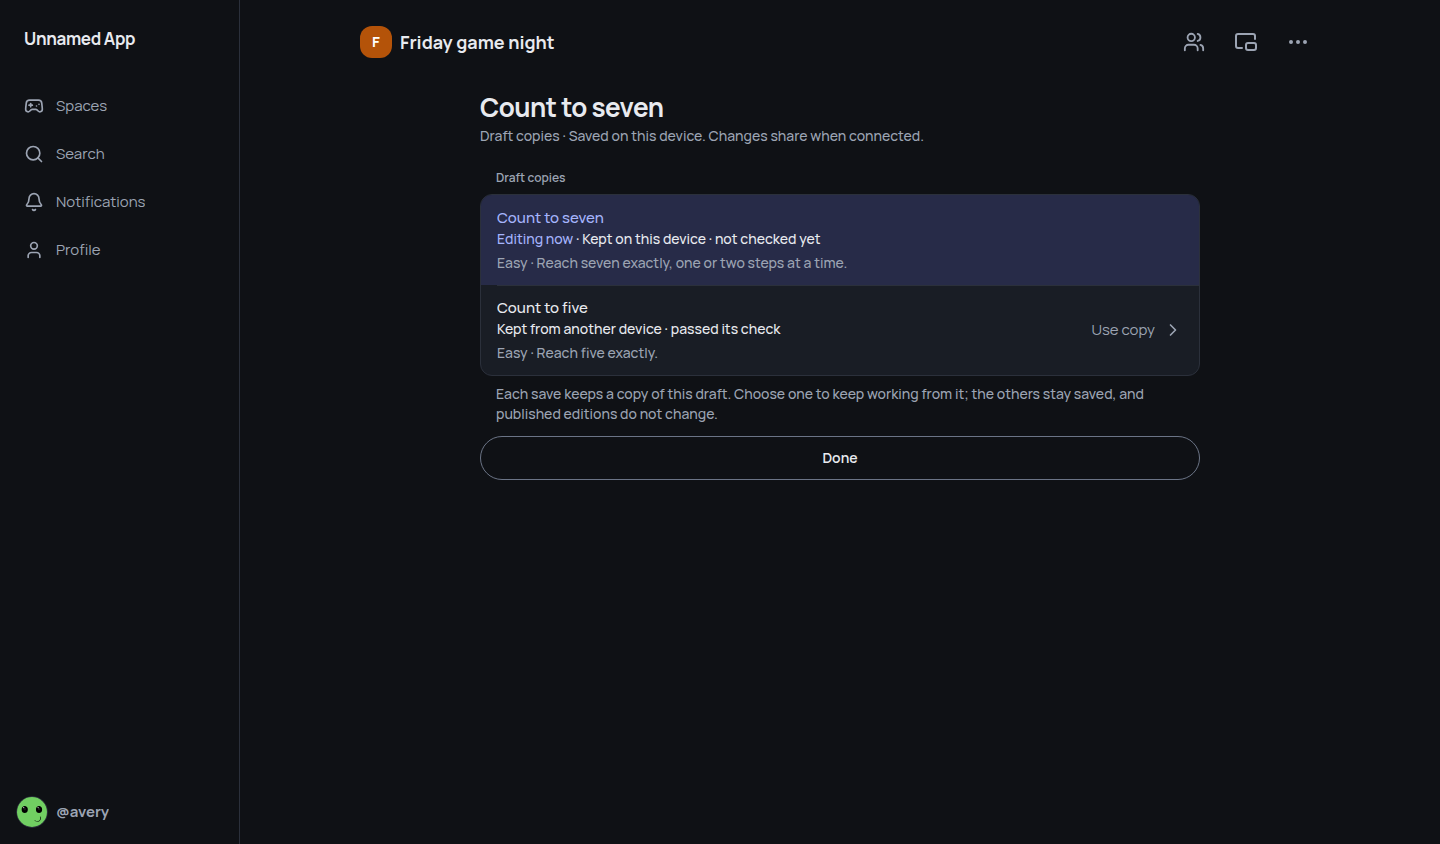 Unnamed App
Spaces
Search
Notifications
Profile
@avery
F
Friday game night
Count to seven
Draft copies · Saved on this device. Changes share when connected.
Draft copies
Count to seven
Editing now · Kept on this device · not checked yet
Easy · Reach seven exactly, one or two steps at a time.
Count to five
Kept from another device · passed its check
Easy · Reach five exactly.
Use copy
Each save keeps a copy of this draft. Choose one to keep working from it; the others stay saved, and
published editions do not change.
Done